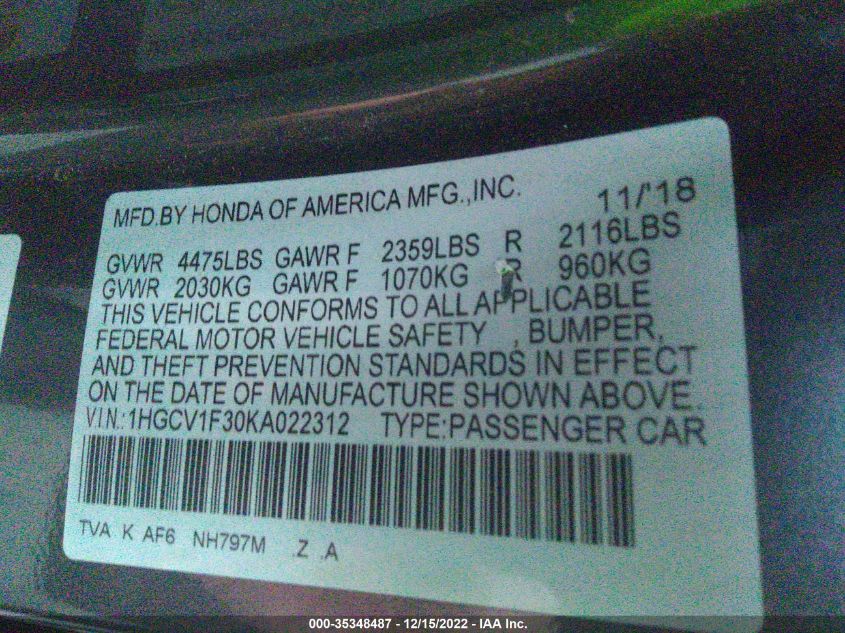 MFD.BY HONDA OF AMERICA MFG.,INC. 11/'18
GVWR 4475LBS GAWR F 2359LBS R 2116LBS
GVWR 2030KG GAWR F 1070KG R 960KG
THIS VEHICLE CONFORMS TO ALL APPLICABLE
FEDERAL MOTOR VEHICLE SAFETY , BUMPER,
AND THEFT PREVENTION STANDARDS IN EFFECT
ON THE DATE OF MANUFACTURE SHOWN ABOVE.
V.I.N.:1HGCV1F30KA022312 TYPE:PASSENGER CAR
TVA K AF6 NH797M .Z .A
000-35348487 - 12/15/2022 - IAA Inc.